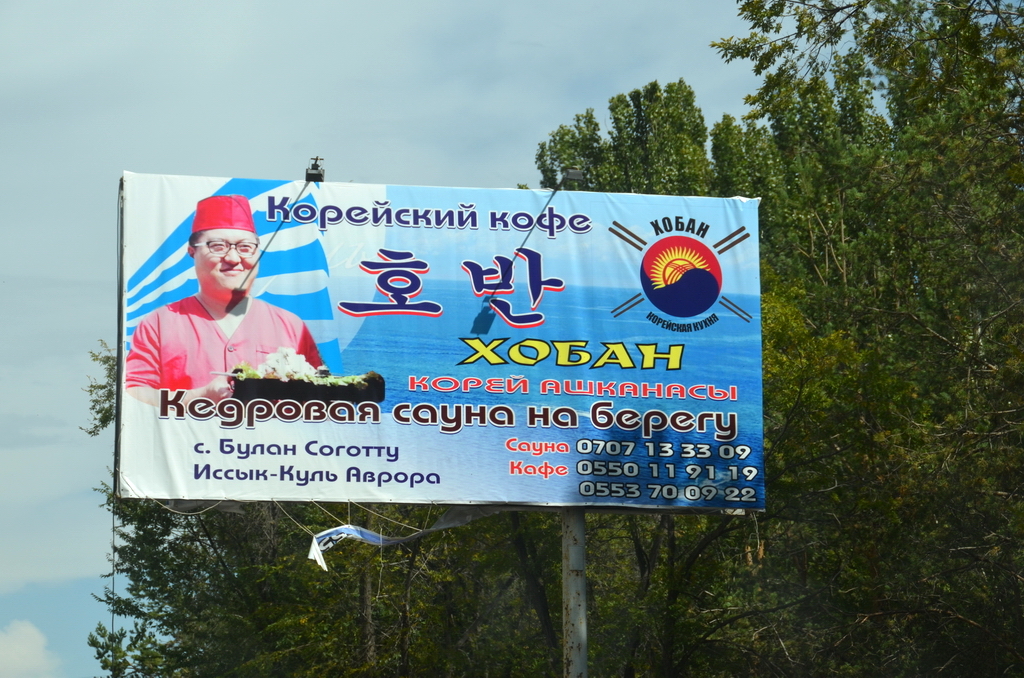 Корейский кофе
호반
ХОБАН
КОРЕЙ АШКАНАСЫ
Кедровая сауна на берегу
с. Булан Соготту
Иссык-Куль Аврора
Сауна 0707 13 33 09
Кафе 0550 11 91 19
0553 70 09 22
ХОБАН
КОРЕЙСКАЯ КУХНЯ